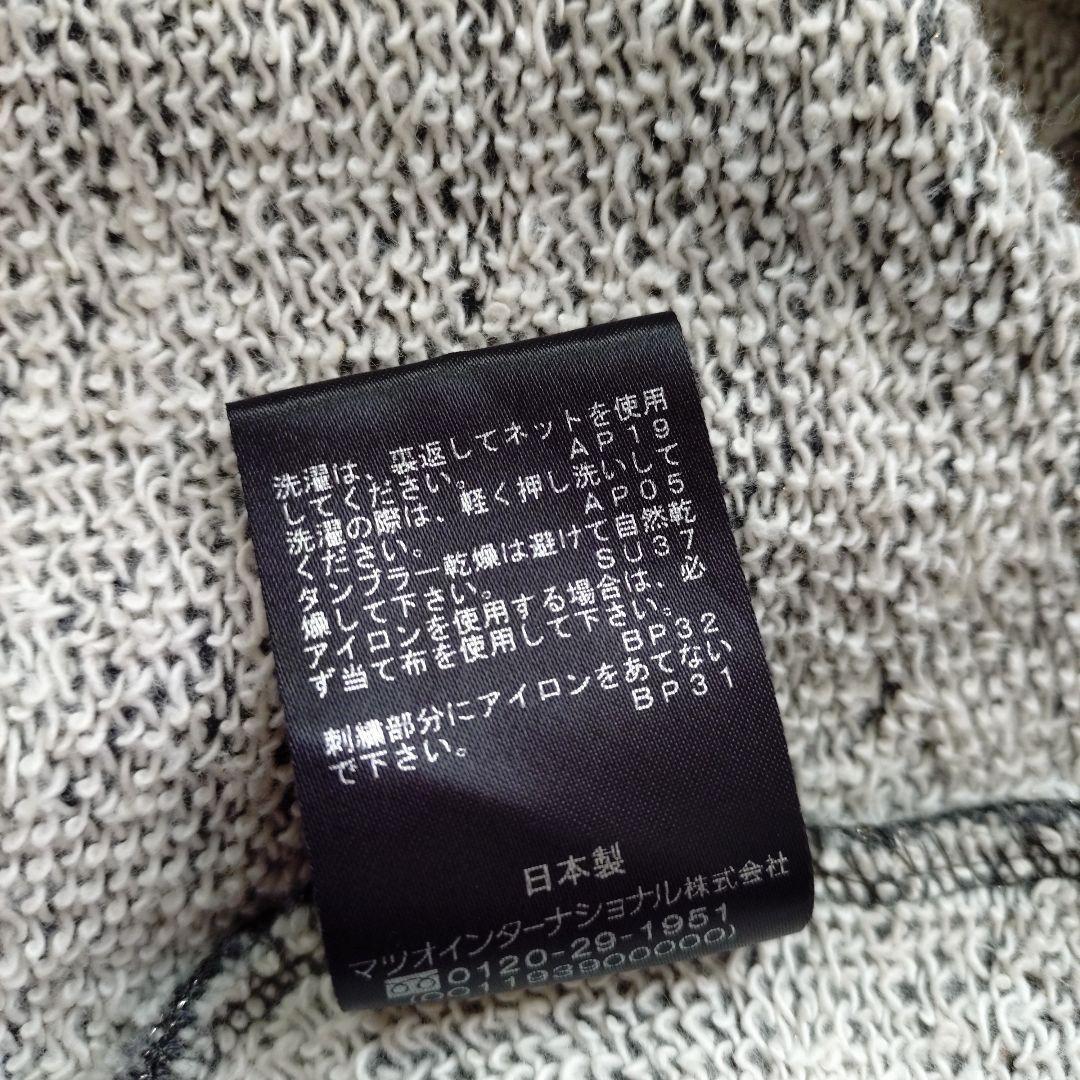 洗濯は、裏返してネットを使用
してください。 AP19
洗濯の際は、軽く押し洗いして
ください。 AP05
タンブラー乾燥は避けて自然乾
燥して下さい。 SU37
アイロンを使用する場合は、必
ず当て布を使用して下さい。
BP32
刺繍部分にアイロンをあてない
で下さい。 BP31
日本製
マツオインターナショナル株式会社
0120-29-1951
(0011939000​0)